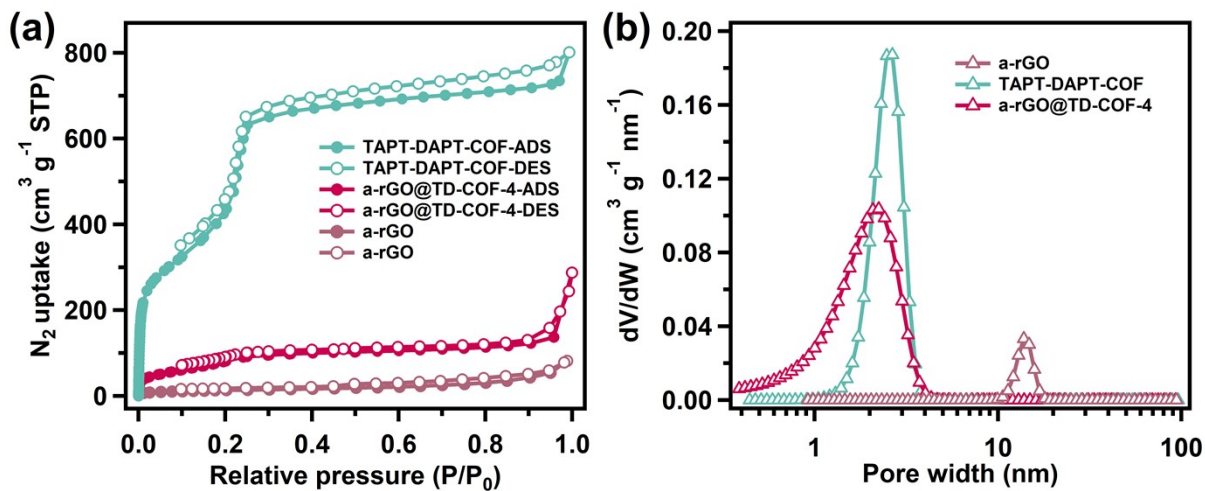 (a)
800
600
400
200
0
N₂ uptake (cm³ g⁻¹ STP)
TAPT-DAPT-COF-ADS
TAPT-DAPT-COF-DES
a-rGO@TD-COF-4-ADS
a-rGO@TD-COF-4-DES
a-rGO
a-rGO
0.0 0.2 0.4 0.6 0.8 1.0
Relative pressure (P/P₀)
(b)
0.20
0.16
0.12
0.08
0.04
0.00
dV/dW (cm³ g⁻¹ nm⁻¹)
a-rGO
TAPT-DAPT-COF
a-rGO@TD-COF-4
1 10 100
Pore width (nm)